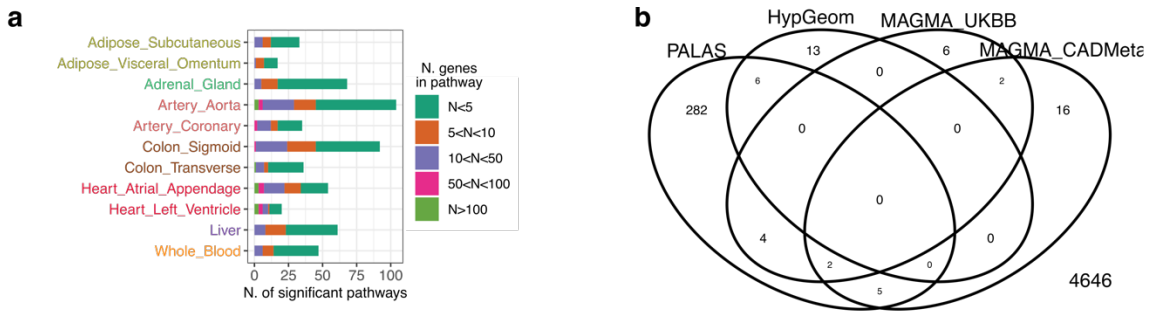 a
Adipose_Subcutaneous
Adipose_Visceral_Omentum
Adrenal_Gland
Artery_Aorta
Artery_Coronary
Colon_Sigmoid
Colon_Transverse
Heart_Atrial_Appendage
Heart_Left_Ventricle
Liver
Whole_Blood
0 25 50 75 100
N. of significant pathways
N. genes
in pathway
N<5
5<N<10
10<N<50
50<N<100
N>100
b
HypGeom MAGMA_UKBB
PALAS MAGMA_CADMeta
13 6
6 0 2
282 16
0 0
0
4 0
2 0
5
4646